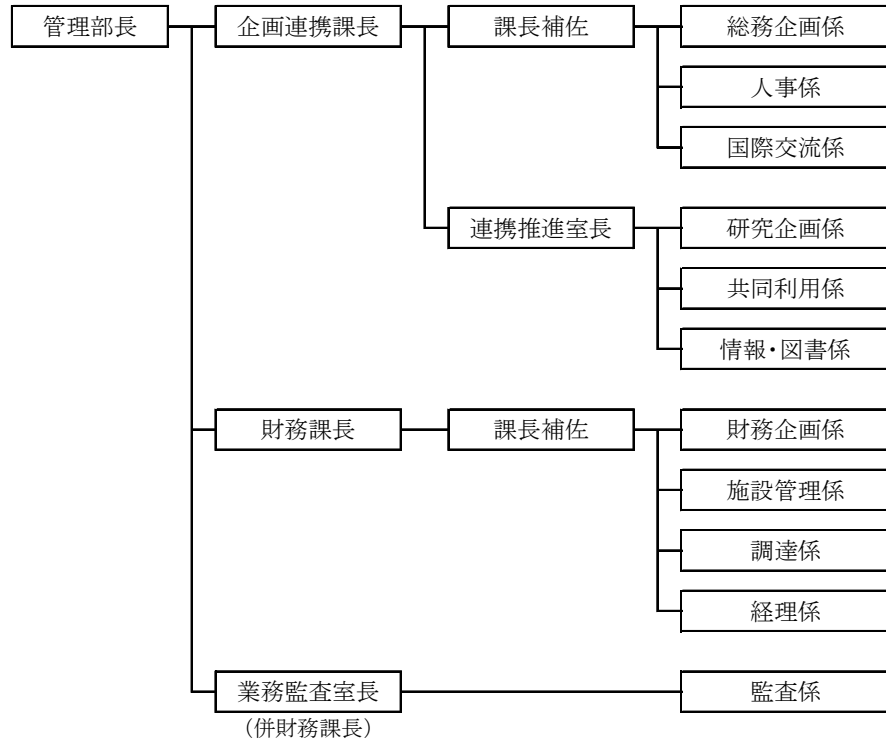 管理部長
企画連携課長
課長補佐
総務企画係
人事係
国際交流係
連携推進室長
研究企画係
共同利用係
情報・図書係
財務課長
課長補佐
財務企画係
施設管理係
調達係
経理係
業務監査室長
（併財務課長）
監査係